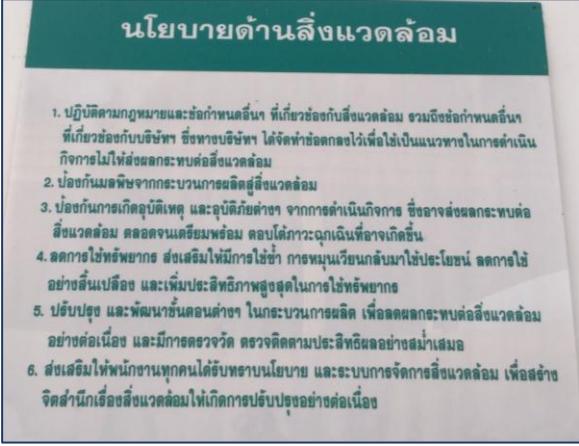 นโยบายด้านสิ่งแวดล้อม
1. ปฏิบัติตามกฎหมายและข้อกำหนดอื่นๆ ที่เกี่ยวข้องกับสิ่งแวดล้อม รวมถึงข้อกำหนดอื่นๆ
ที่เกี่ยวข้องกับบริษัทฯ ซึ่งทางบริษัทฯ ได้จัดทำข้อตกลงไว้เพื่อใช้เป็นแนวทางในการดำเนิน
กิจการไม่ให้ส่งผลกระทบต่อสิ่งแวดล้อม
2. ป้องกันมลพิษจากกระบวนการผลิตสู่สิ่งแวดล้อม
3. ป้องกันการเกิดอุบัติเหตุ และอุบัติภัยต่างๆ จากการดำเนินกิจการ ซึ่งอาจส่งผลกระทบต่อ
สิ่งแวดล้อม ตลอดจนเตรียมพร้อม ตอบโต้ภาวะฉุกเฉินที่อาจเกิดขึ้น
4. ลดการใช้ทรัพยากร ส่งเสริมให้มีการใช้ซ้ำ การหมุนเวียนกลับมาใช้ประโยชน์ ลดการใช้
อย่างสิ้นเปลือง และเพิ่มประสิทธิภาพสูงสุดในการใช้ทรัพยากร
5. ปรับปรุง และพัฒนาขั้นตอนต่างๆ ในกระบวนการผลิต เพื่อลดผลกระทบต่อสิ่งแวดล้อม
อย่างต่อเนื่อง และมีการตรวจวัด ตรวจติดตามประสิทธิผลอย่างสม่ำเสมอ
6. ส่งเสริมให้พนักงานทุกคนได้รับทราบนโยบาย และระบบการจัดการสิ่งแวดล้อม เพื่อสร้าง
จิตสำนึกเรื่องสิ่งแวดล้อมให้เกิดการปรับปรุงอย่างต่อเนื่อง